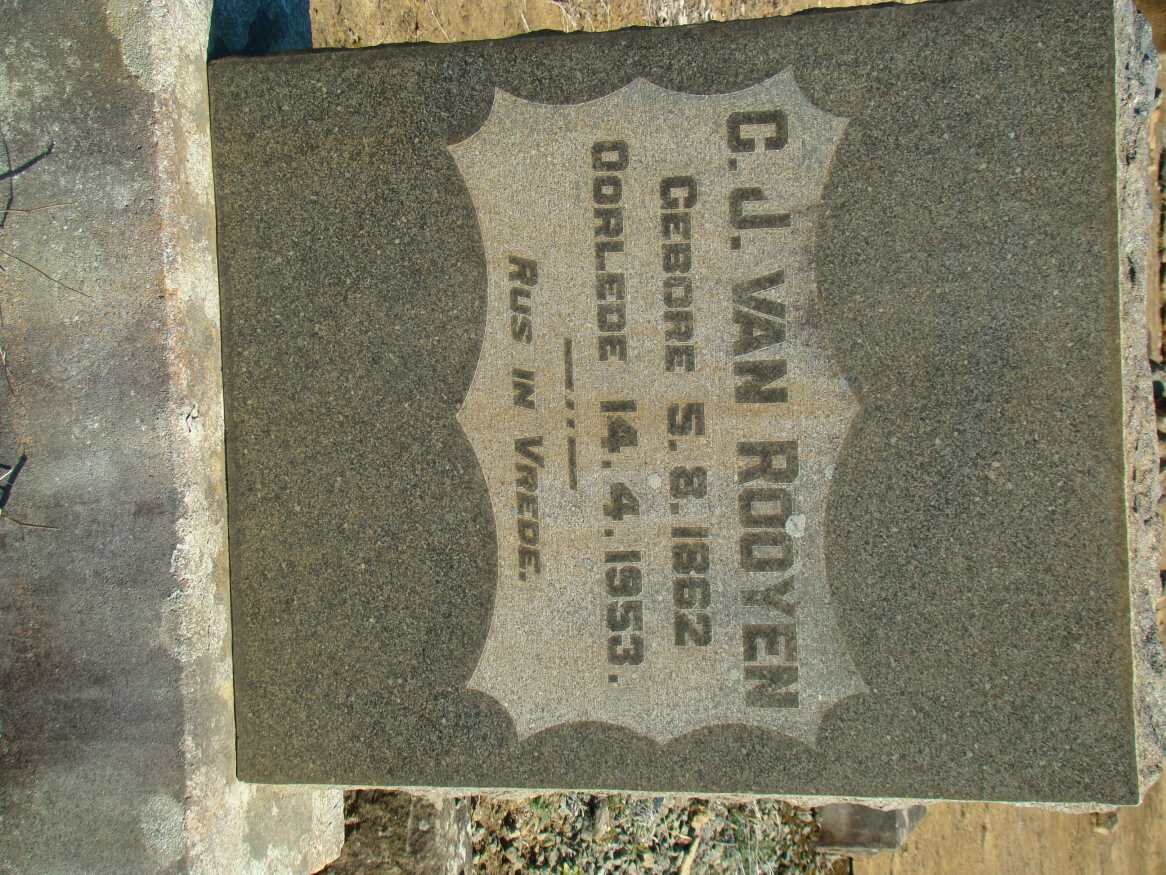 C.J. VAN ROOYEN
GEBORE 5.8.1862
OORLEDE 14.4.1953.
RUS IN VREDE.